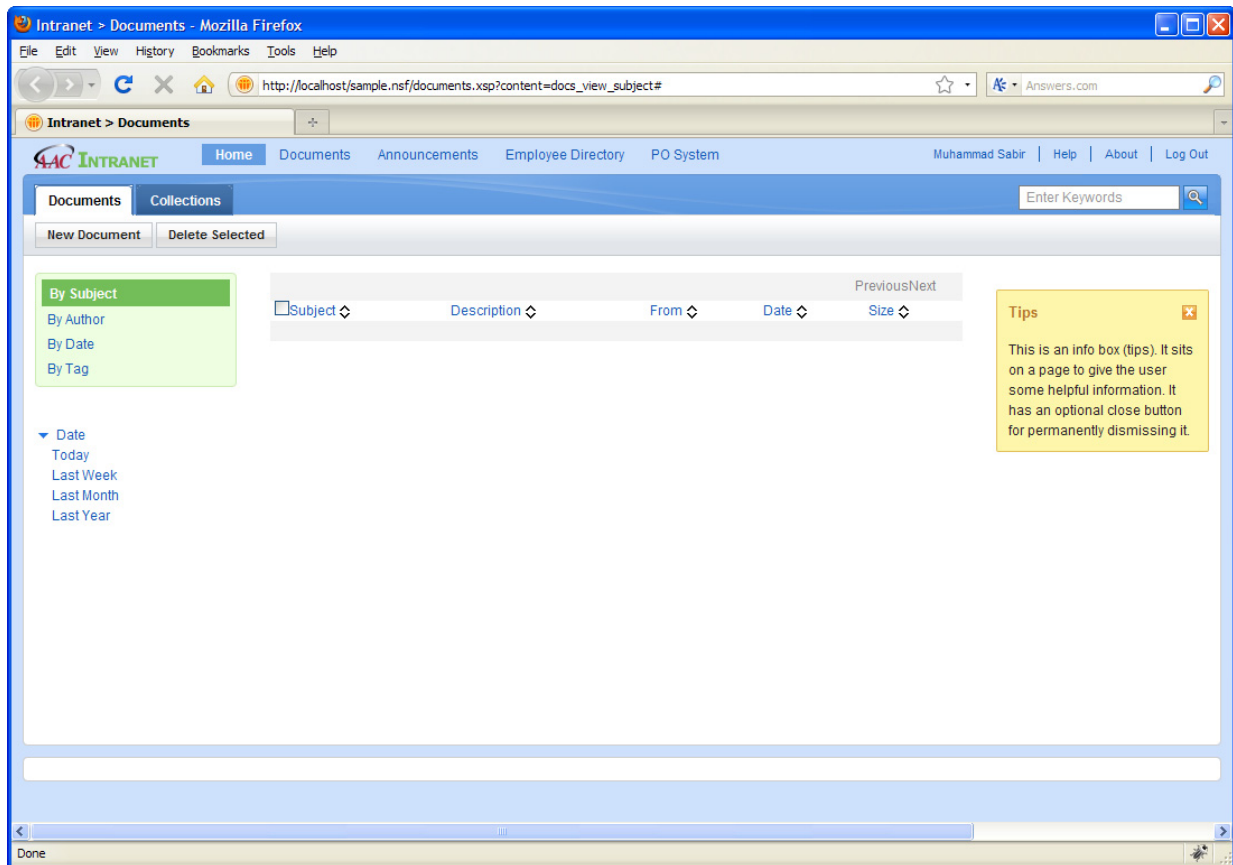 Intranet > Documents - Mozilla Firefox
File Edit View History Bookmarks Tools Help
http://localhost/sample.nsf/documents.xsp?content=docs_view_subject# Answers.com
Intranet > Documents
AAC INTRANET Home Documents Announcements Employee Directory PO System Muhammad Sabir | Help | About | Log Out
Documents Collections Enter Keywords
New Document Delete Selected
By Subject
By Author
By Date
By Tag
Date
Today
Last Week
Last Month
Last Year
PreviousNext
Subject Description From Date Size
Tips
This is an info box (tips). It sits
on a page to give the user
some helpful information. It
has an optional close button
for permanently dismissing it.
Done